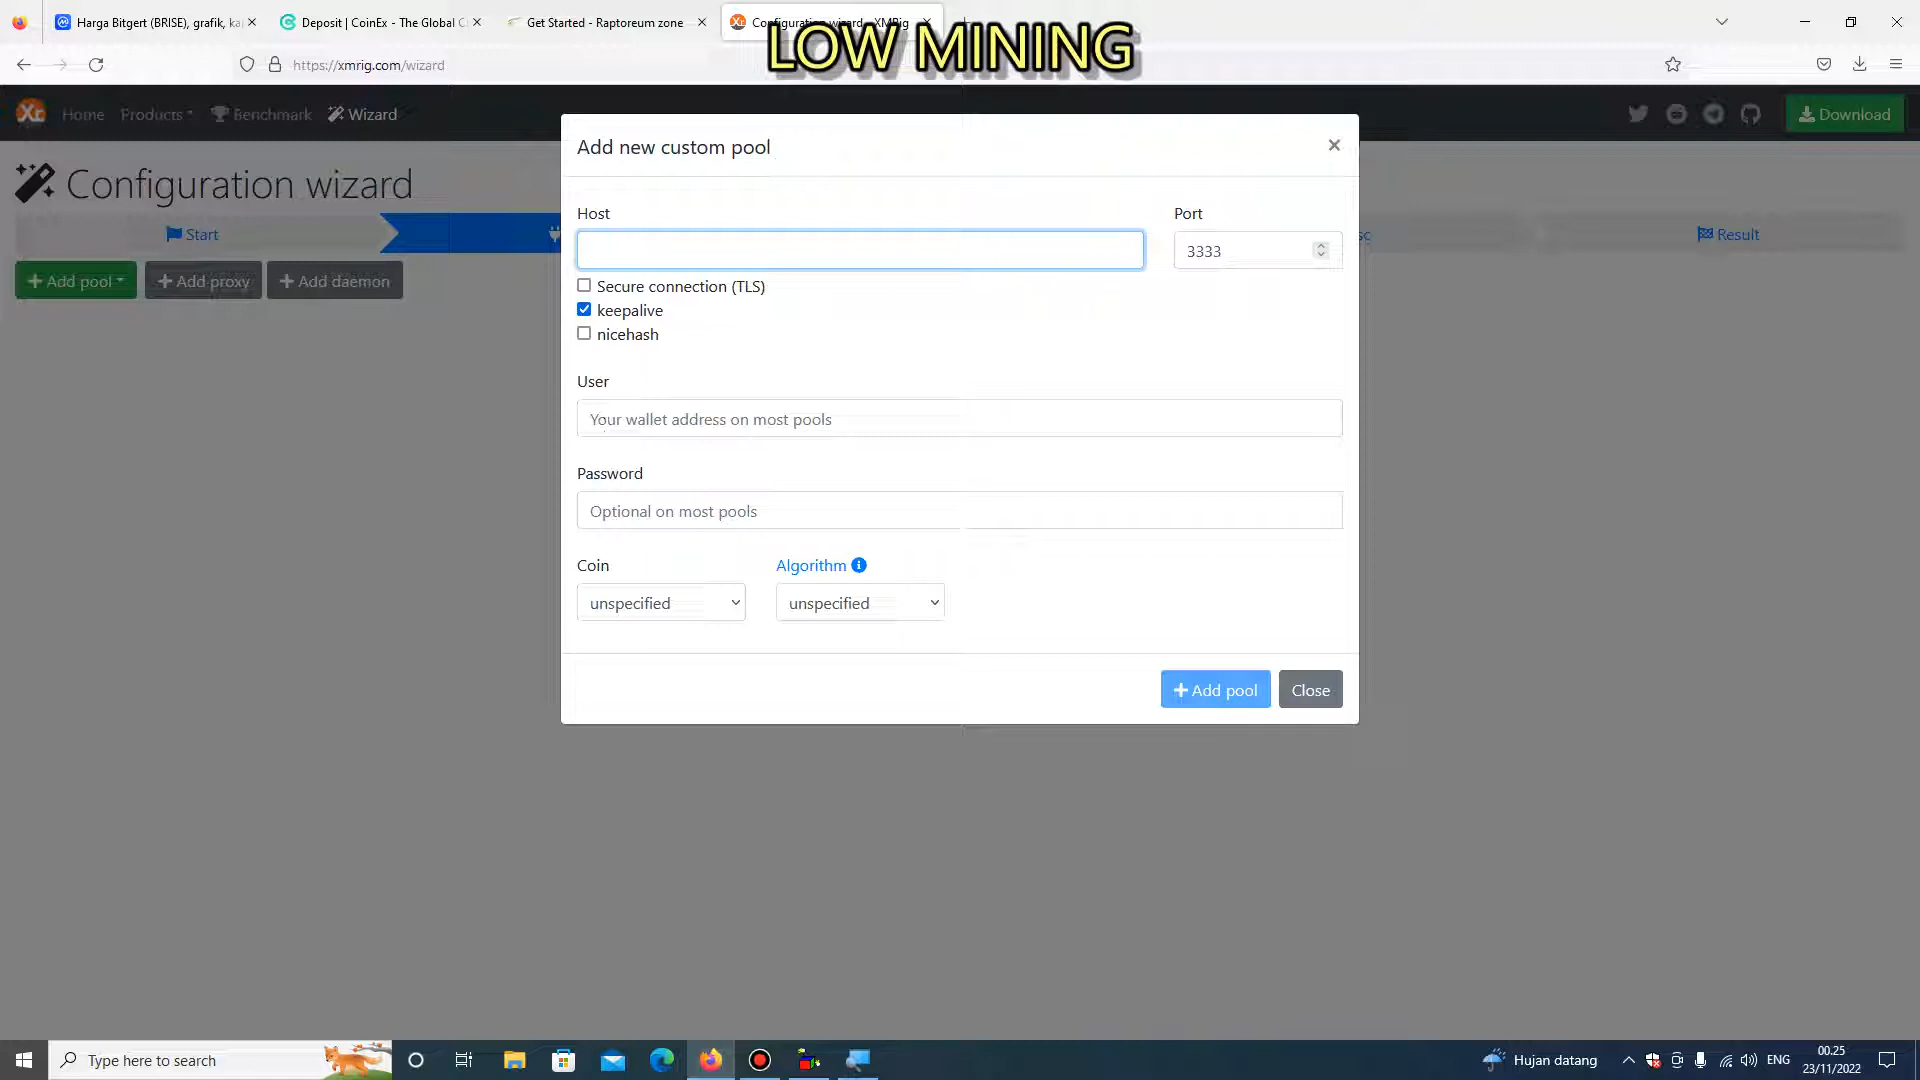 Harga Bitgert (BRISE), grafik, ka
Deposit | CoinEx - The Global C
Get Started - Raptoreum zone
Configuration wizard - XMRig
LOW MINING
https://xmrig.com/wizard
Home
Products
Benchmark
Wizard
Download
Configuration wizard
Start
Result
Add pool
Add proxy
Add daemon
Add new custom pool
Host
Port
3333
Secure connection (TLS)
keepalive
nicehash
User
Your wallet address on most pools
Password
Optional on most pools
Coin
Algorithm
unspecified
unspecified
Add pool
Close
Type here to search
Hujan datang
ENG
00.25
23/11/2022